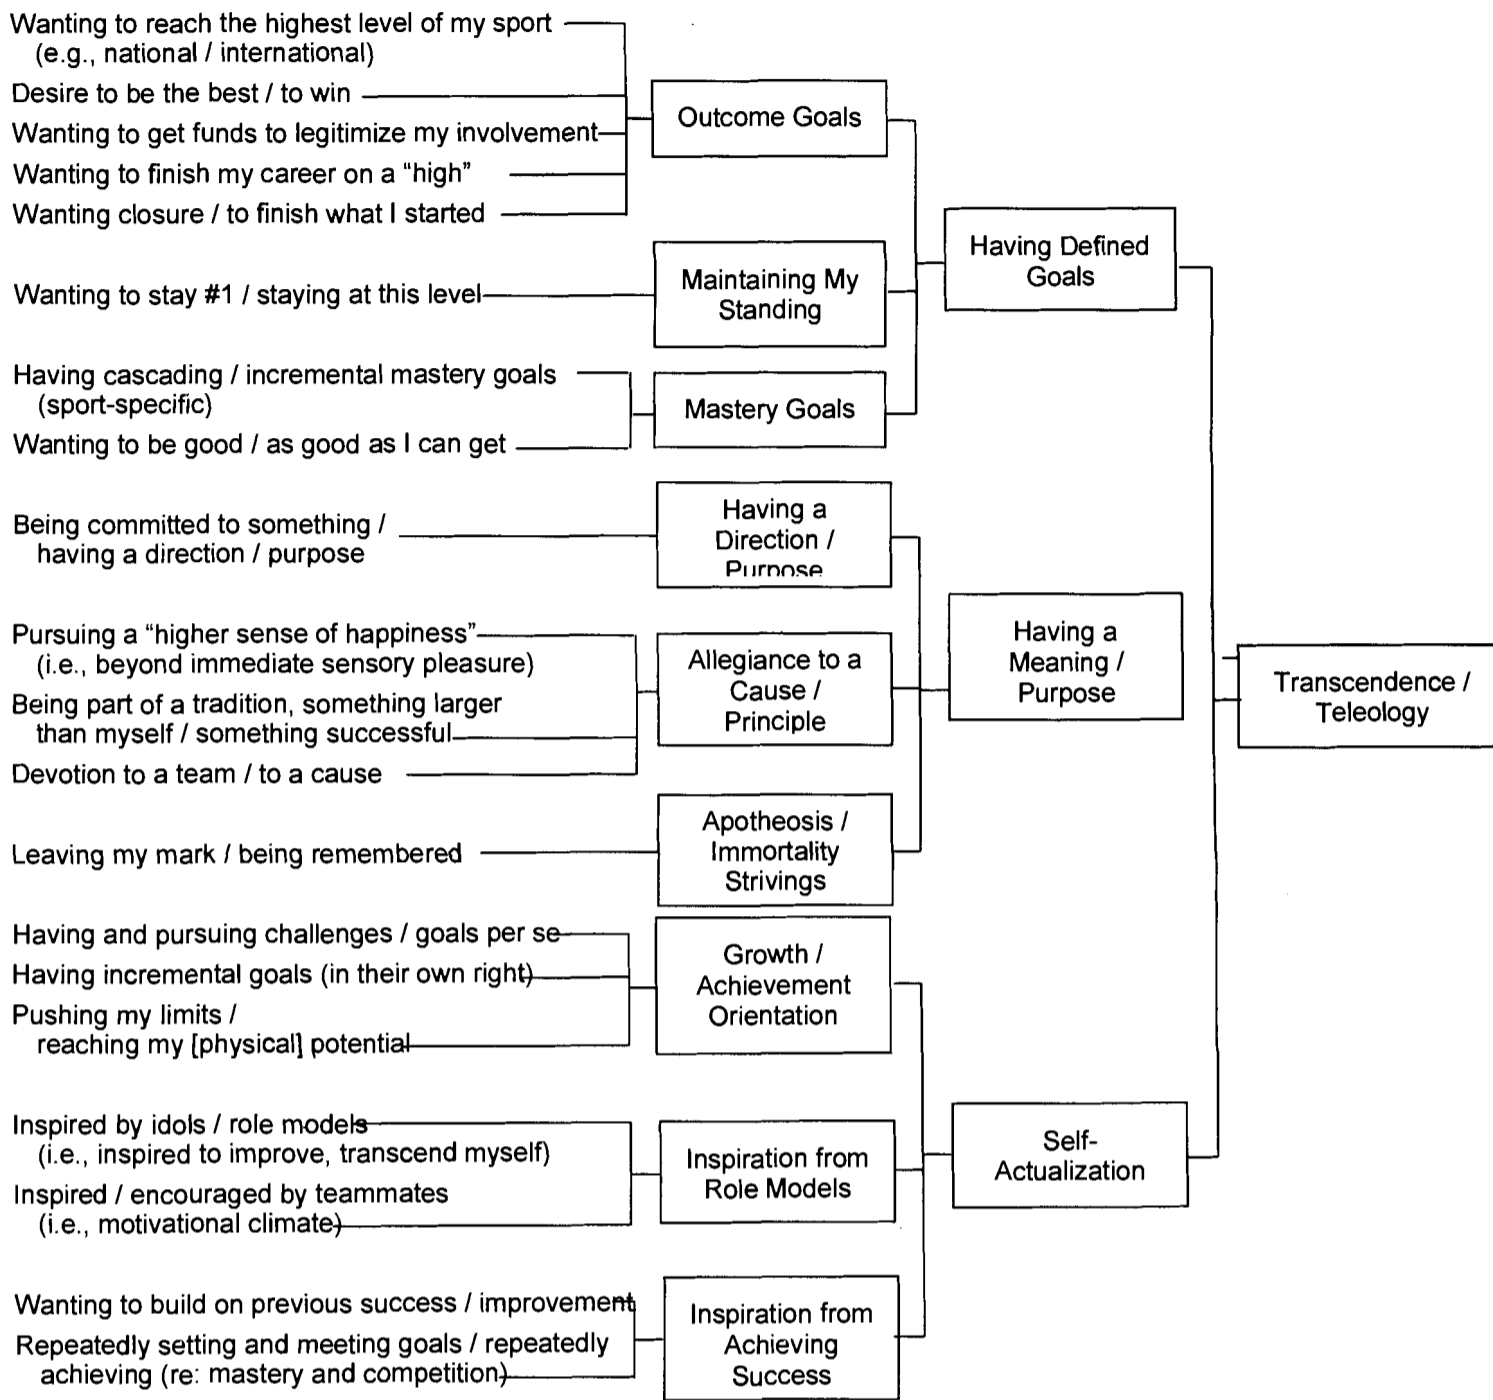 Wanting to reach the highest level of my sport
(e.g., national / international)
Desire to be the best / to win
Wanting to get funds to legitimize my involvement
Wanting to finish my career on a “high”
Wanting closure / to finish what I started
Outcome Goals
Wanting to stay #1 / staying at this level
Maintaining My
Standing
Having cascading / incremental mastery goals
(sport-specific)
Wanting to be good / as good as I can get
Mastery Goals
Having Defined
Goals
Being committed to something /
having a direction / purpose
Having a
Direction /
Purpose
Pursuing a “higher sense of happiness”
(i.e., beyond immediate sensory pleasure)
Being part of a tradition, something larger
than myself / something successful
Devotion to a team / to a cause
Allegiance to a
Cause /
Principle
Leaving my mark / being remembered
Apotheosis /
Immortality
Strivings
Having a
Meaning /
Purpose
Having and pursuing challenges / goals per se
Having incremental goals (in their own right)
Pushing my limits /
reaching my [physical] potential
Growth /
Achievement
Orientation
Inspired by idols / role models
(i.e., inspired to improve, transcend myself)
Inspired / encouraged by teammates
(i.e., motivational climate)
Inspiration from
Role Models
Wanting to build on previous success / improvement
Repeatedly setting and meeting goals / repeatedly
achieving (re: mastery and competition)
Inspiration from
Achieving
Success
Self-
Actualization
Transcendence /
Teleology